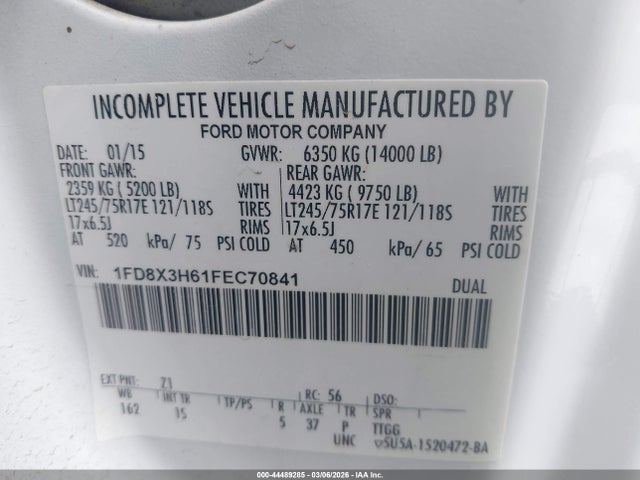 INCOMPLETE VEHICLE MANUFACTURED BY
FORD MOTOR COMPANY
DATE: 01/15 GVWR: 6350 KG (14000 LB)
FRONT GAWR: REAR GAWR:
2359 KG ( 5200 LB) WITH 4423 KG ( 9750 LB) WITH
LT245/75R17E 121/118S TIRES LT245/75R17E 121/118S TIRES
17x6.5J RIMS 17x6.5J RIMS
AT 520 kPa/ 75 PSI COLD AT 450 kPa/ 65 PSI COLD
VIN: 1FD8X3H61FEC70841 DUAL
EXT PNT: Z1 RC: 56 DSO:
WB INT TR TP/PS R AXLE TR SPR
162 IS 5 37 P TTGG
UNC 5U5A-1520472-BA
000-44489285 | 03/06/2026 - IAA Inc.